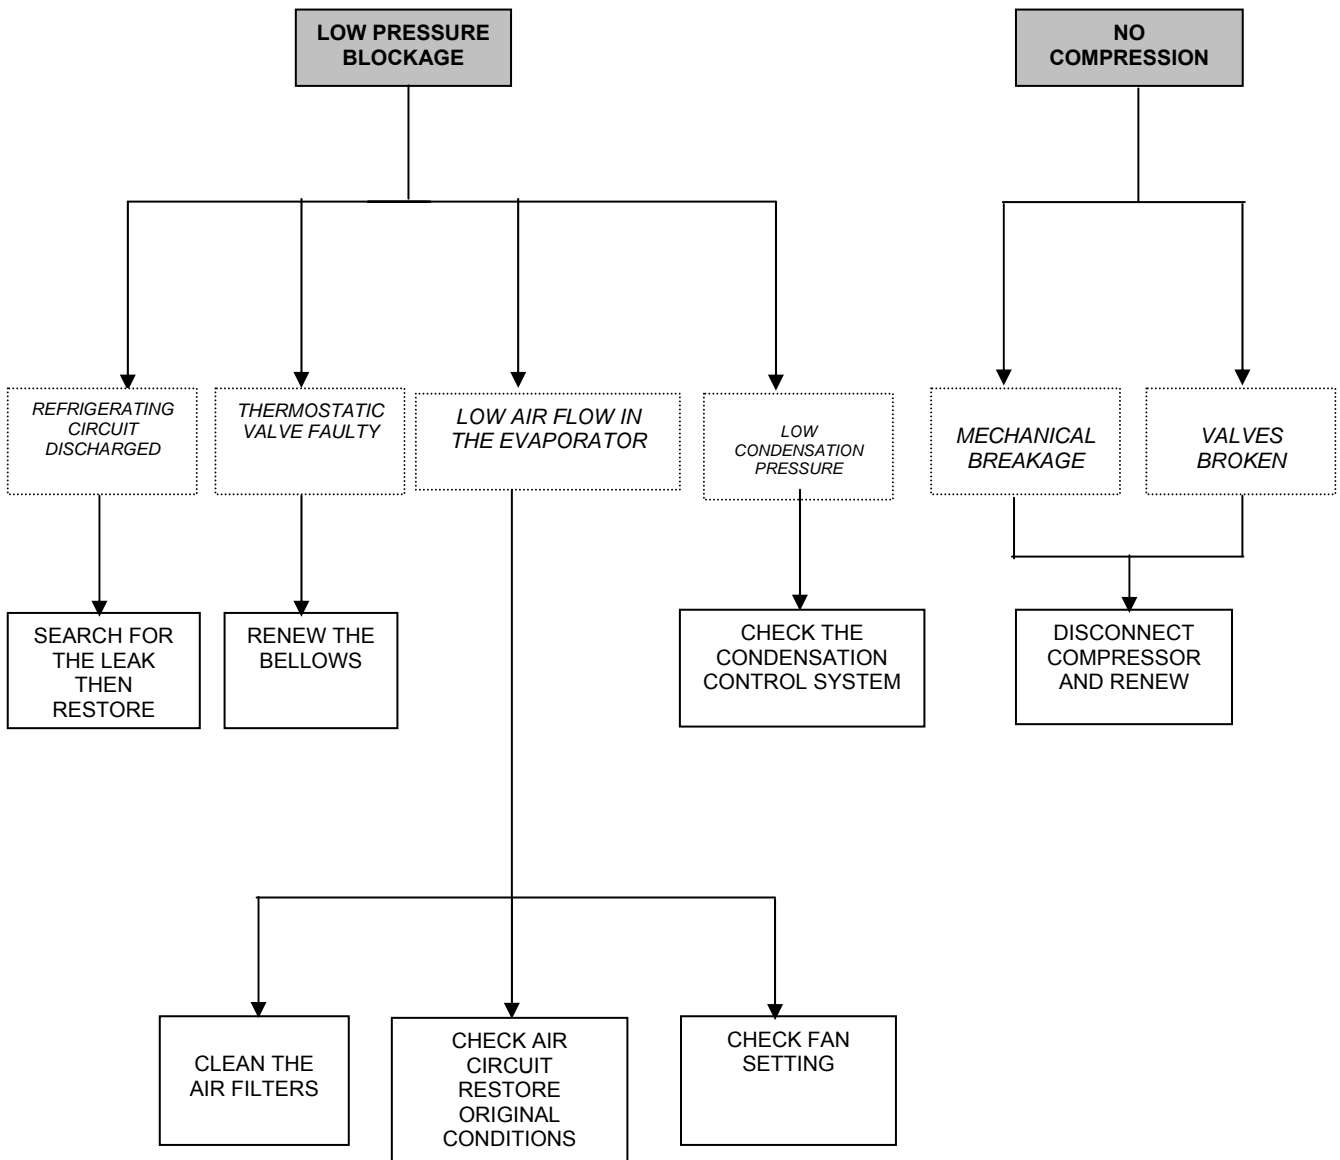 LOW PRESSURE
BLOCKAGE
NO
COMPRESSION
REFRIGERATING
CIRCUIT
DISCHARGED
THERMOSTATIC
VALVE FAULTY
LOW AIR FLOW IN
THE EVAPORATOR
LOW
CONDENSATION
PRESSURE
MECHANICAL
BREAKAGE
VALVES
BROKEN
SEARCH FOR
THE LEAK
THEN
RESTORE
RENEW THE
BELLOWS
CHECK THE
CONDENSATION
CONTROL SYSTEM
DISCONNECT
COMPRESSOR
AND RENEW
CLEAN THE
AIR FILTERS
CHECK AIR
CIRCUIT
RESTORE
ORIGINAL
CONDITIONS
CHECK FAN
SETTING